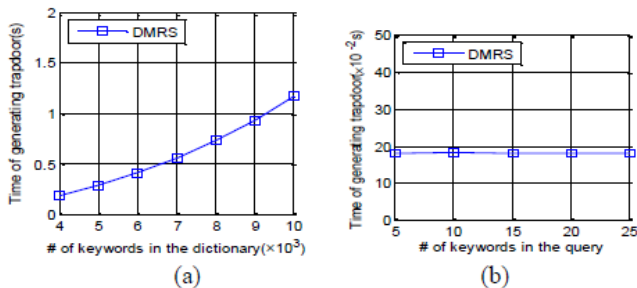 Time of generating trapdoor(s)
2
1.5
1
0.5
0
DMRS
4 5 6 7 8 9 10
# of keywords in the dictionary(×10³)
(a)
Time of generating trapdoor(×10⁻²s)
50
40
30
20
10
0
DMRS
5 10 15 20 25
# of keywords in the query
(b)